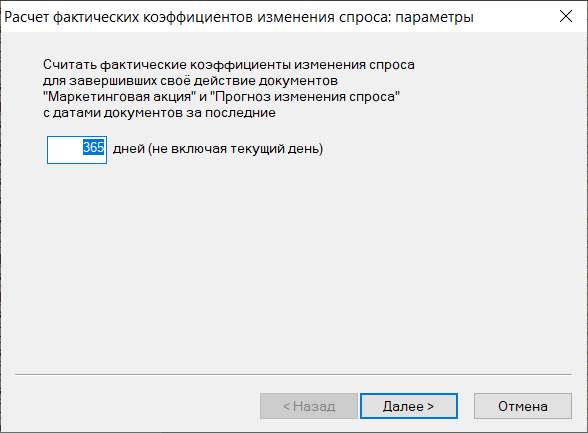 Расчет фактических коэффициентов изменения спроса: параметры
Считать фактические коэффициенты изменения спроса
для завершивших своё действие документов
"Маркетинговая акция" и "Прогноз изменения спроса"
с датами документов за последние
365 дней (не включая текущий день)
< Назад Далее > Отмена